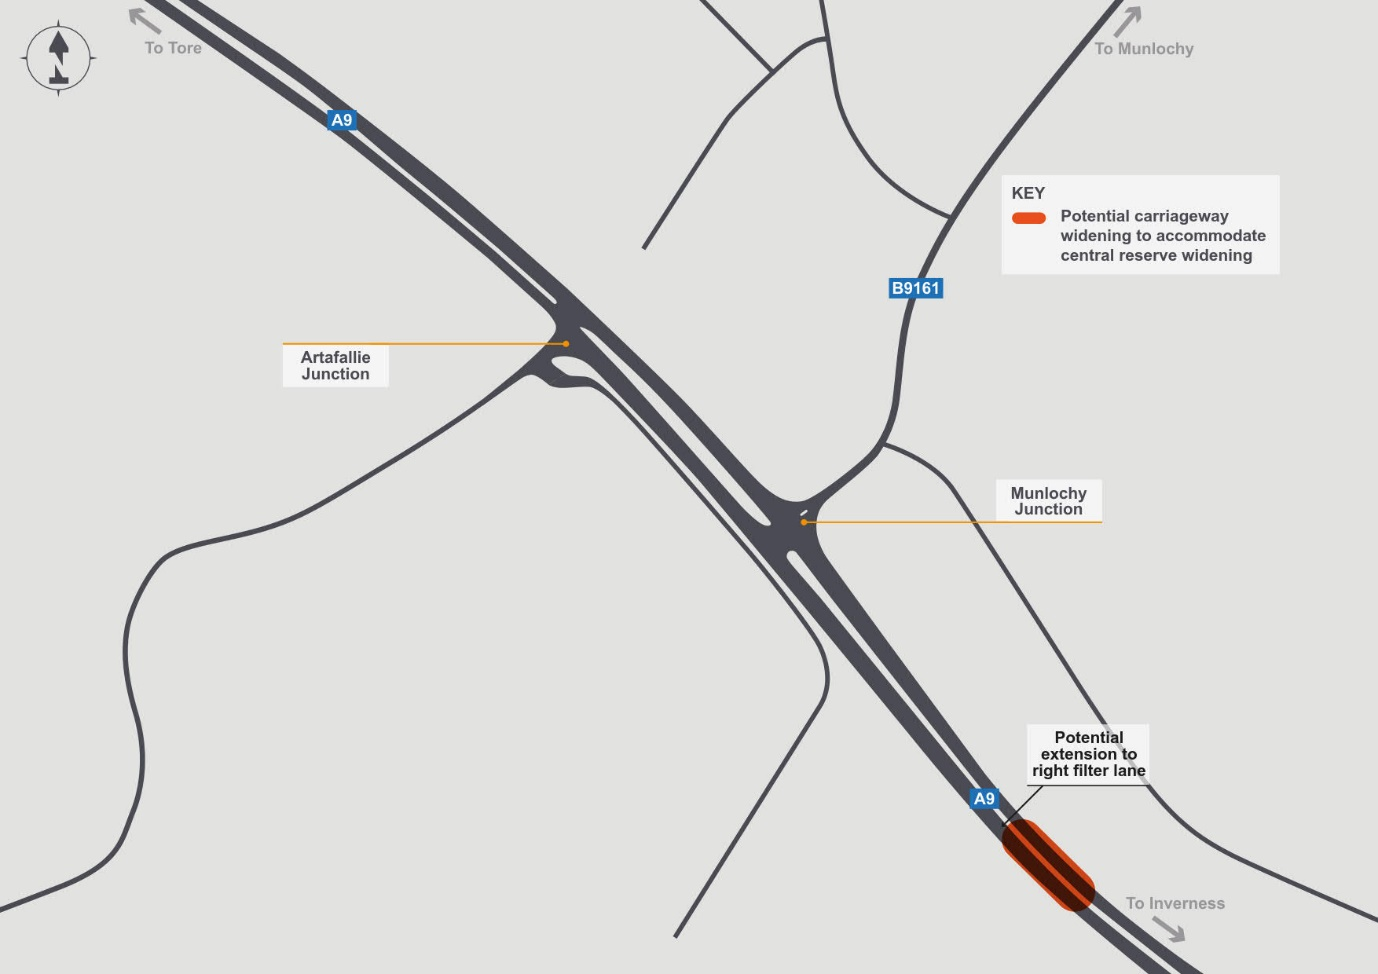 To Tore
To Munlochy
A9
KEY
Potential carriageway
widening to accommodate
central reserve widening
B9161
Artafallie
Junction
Munlochy
Junction
Potential
extension to
right filter lane
A9
To Inverness